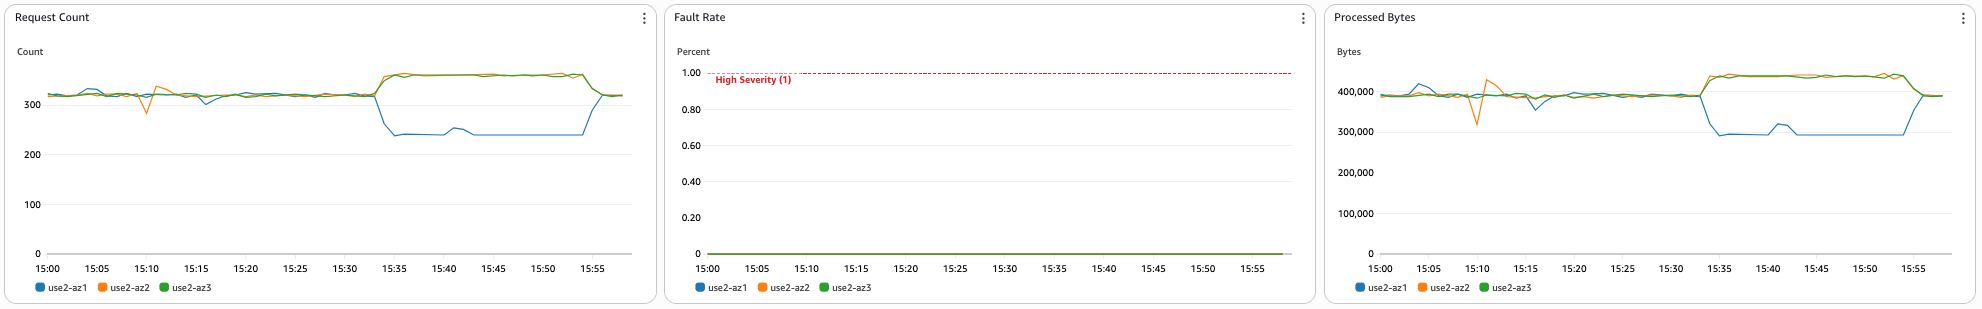 Request Count
Count
300
200
100
0
15:00 15:05 15:10 15:15 15:20 15:25 15:30 15:35 15:40 15:45 15:50 15:55
use2-az1 use2-az2 use2-az3
Fault Rate
Percent
1.00
High Severity (1)
0.80
0.60
0.40
0.20
0
15:00 15:05 15:10 15:15 15:20 15:25 15:30 15:35 15:40 15:45 15:50 15:55
use2-az1 use2-az2 use2-az3
Processed Bytes
Bytes
400,000
300,000
200,000
100,000
0
15:00 15:05 15:10 15:15 15:20 15:25 15:30 15:35 15:40 15:45 15:50 15:55
use2-az1 use2-az2 use2-az3